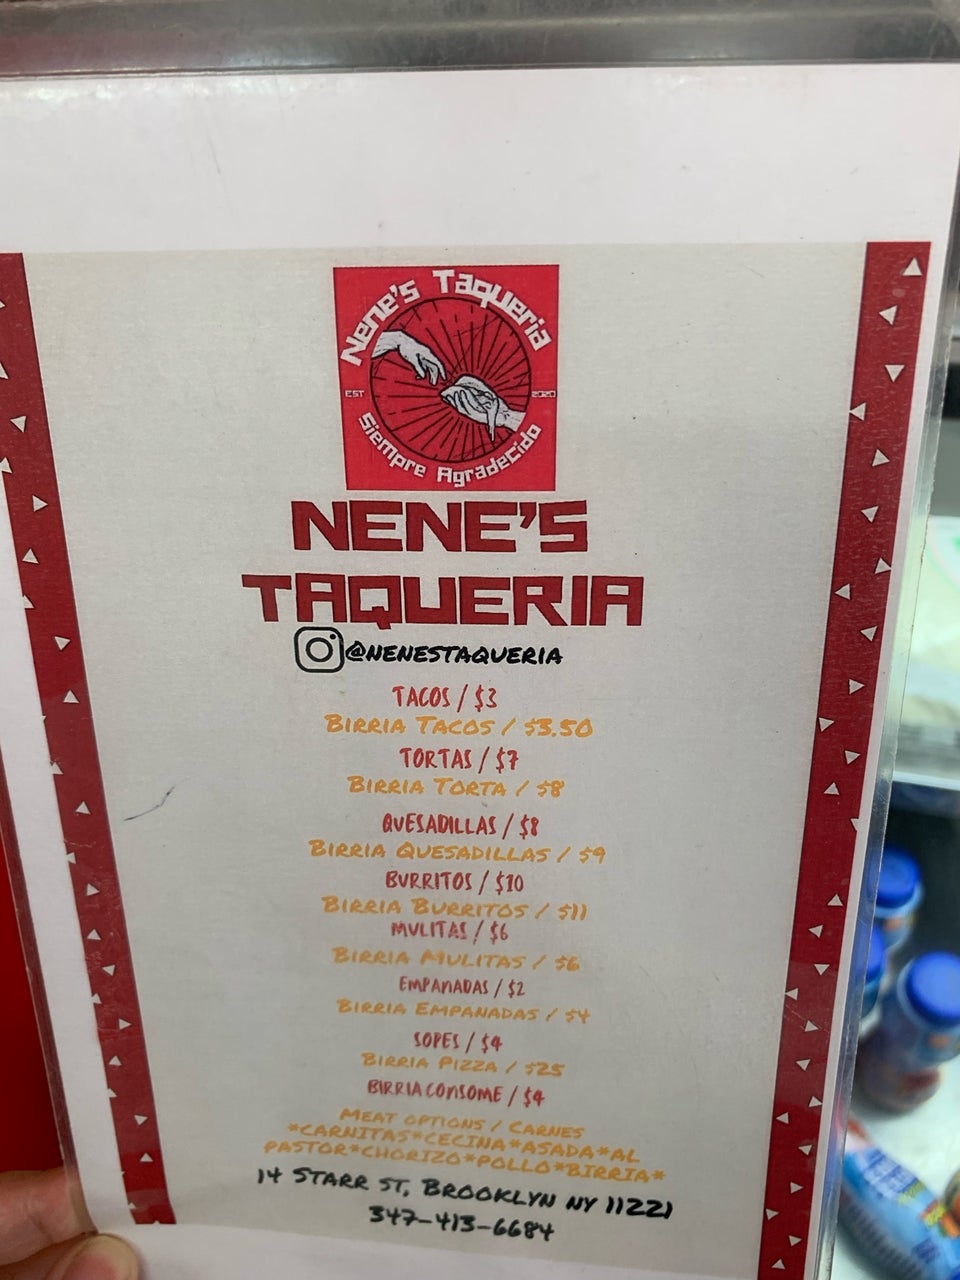 Nene's Taqueria
EST 2020
Siempre Agradecido
NENE'S
TAQUERIA
@NENESTAQUERIA
TACOS / $3
BIRRIA TACOS / $3.50
TORTAS / $7
BIRRIA TORTA / $8
QUESADILLAS / $8
BIRRIA QUESADILLAS / $9
BURRITOS / $10
BIRRIA BURRITOS / $11
MULITAS / $6
BIRRIA MULITAS / $6
EMPANADAS / $2
BIRRIA EMPANADAS / $4
SOPES / $4
BIRRIA PIZZA / $25
BIRRIA CONSOME / $4
MEAT OPTIONS / CARNES
*CARNITAS*CECINA*ASADA*AL
PASTOR*CHORIZO*POLLO*BIRRIA*
14 STARR ST, BROOKLYN NY 11221
347-413-6684